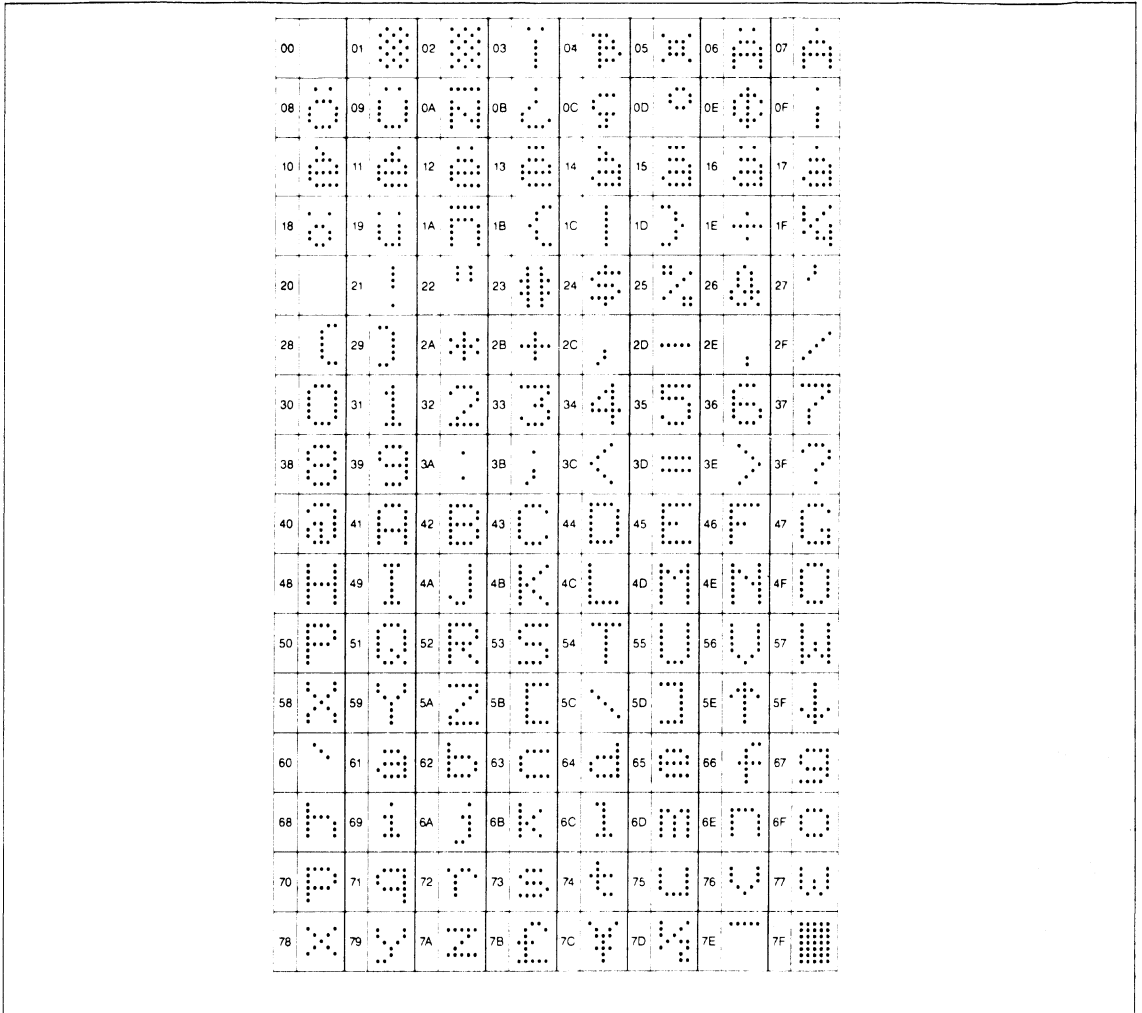 00 01 02 03 Ï 04 05 ¤ 06 Ä 07
08 Ö 09 Ü 0A Ñ 0B ¿ 0C 0D ° 0E Φ 0F ¡
10 è 11 é 12 13 14 à 15 16 ä 17
18 ö 19 ü 1A ñ 1B 1C | 1D 1E ÷ 1F
20 21 ! 22 " 23 # 24 $ 25 % 26 & 27 '
28 ( 29 ) 2A * 2B + 2C , 2D - 2E . 2F /
30 0 31 1 32 2 33 3 34 4 35 5 36 6 37 7
38 8 39 9 3A : 3B ; 3C < 3D = 3E > 3F ?
40 @ 41 A 42 B 43 C 44 D 45 E 46 F 47 G
48 H 49 I 4A J 4B K 4C L 4D M 4E N 4F O
50 P 51 Q 52 R 53 S 54 T 55 U 56 V 57 W
58 X 59 Y 5A Z 5B [ 5C \ 5D ] 5E ↑ 5F ↓
60 ` 61 a 62 b 63 c 64 d 65 e 66 f 67 g
68 h 69 i 6A j 6B k 6C l 6D m 6E n 6F o
70 p 71 q 72 r 73 s 74 t 75 u 76 v 77 w
78 x 79 y 7A z 7B £ 7C ¥ 7D 7E ‾ 7F